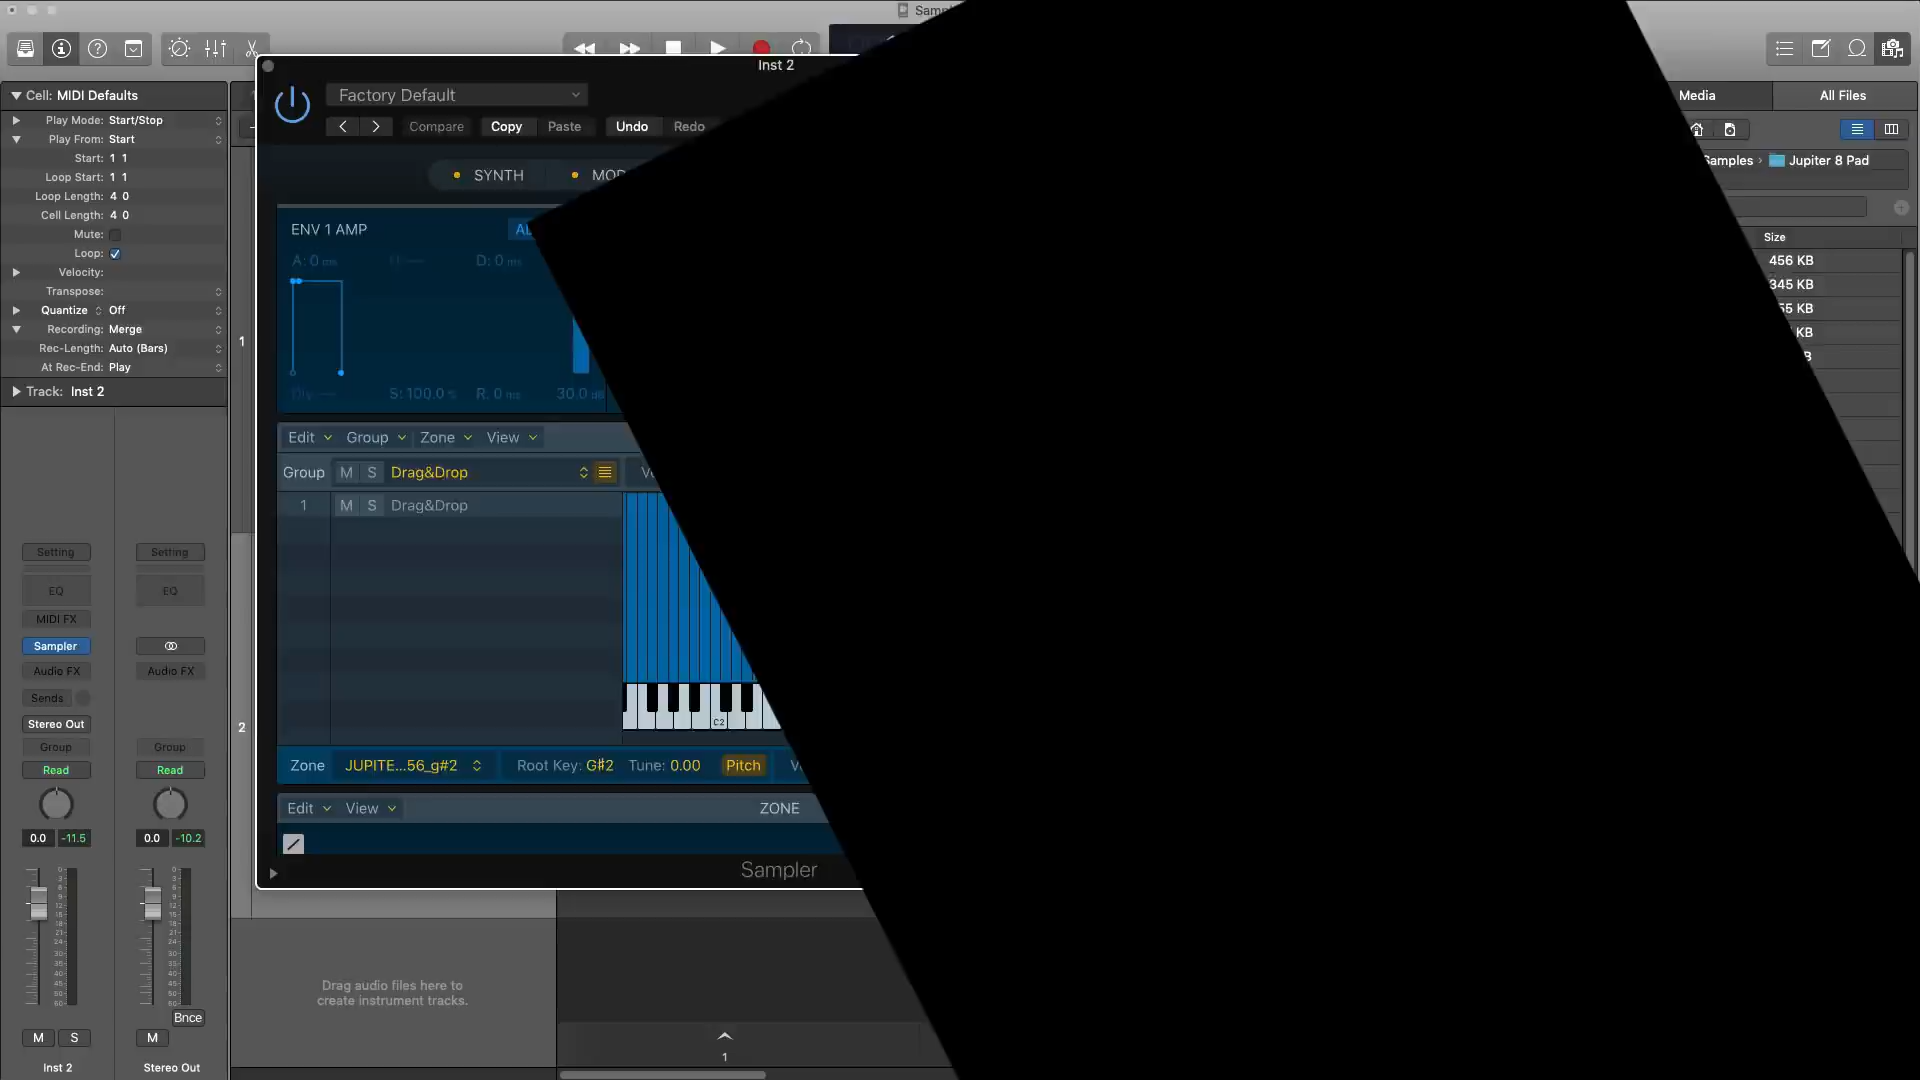 Inst 2
Cell: MIDI Defaults
Play Mode: Start/Stop
Play From: Start
Start: 1 1
Loop Start: 1 1
Loop Length: 4 0
Cell Length: 4 0
Mute:
Loop:
Velocity:
Transpose:
Quantize Off
Recording: Merge
Rec-Length: Auto (Bars)
At Rec-End: Play
Track: Inst 2
Setting Setting
EQ EQ
MIDI FX
Sampler
Audio FX Audio FX
Sends
Stereo Out
Group Group
Read Read
0.0 -11.5 0.0 -10.2
Bnce
M S M
Inst 2 Stereo Out
1
2
Factory Default
Compare Copy Paste Undo Redo
SYNTH
ENV 1 AMP
A: 0 ms D: 0 ms
S: 100.0 % R: 0 ms 30.0 dB
Edit Group Zone View
Group M S Drag&Drop
1 M S Drag&Drop
C2
Zone JUPITE...56_g#2 Root Key: G#2 Tune: 0.00 Pitch
Edit View ZONE
Sampler
Drag audio files here to
create instrument tracks.
1
Media All Files
Jupiter 8 Pad
Size
456 KB
345 KB
KB